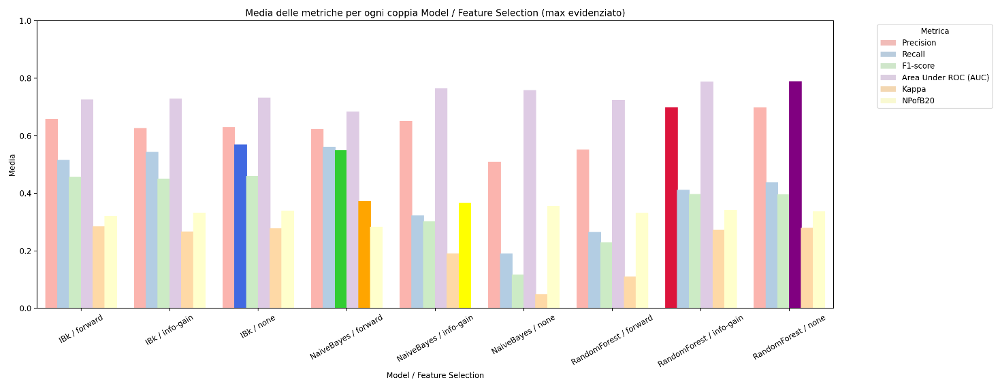 Media delle metriche per ogni coppia Model / Feature Selection (max evidenziato)
1.0
0.8
0.6
0.4
0.2
0.0
Media
IBk / forward
IBk / info-gain
IBk / none
NaiveBayes / forward
NaiveBayes / info-gain
NaiveBayes / none
RandomForest / forward
RandomForest / info-gain
RandomForest / none
Model / Feature Selection
Metrica
Precision
Recall
F1-score
Area Under ROC (AUC)
Kappa
NPofB20